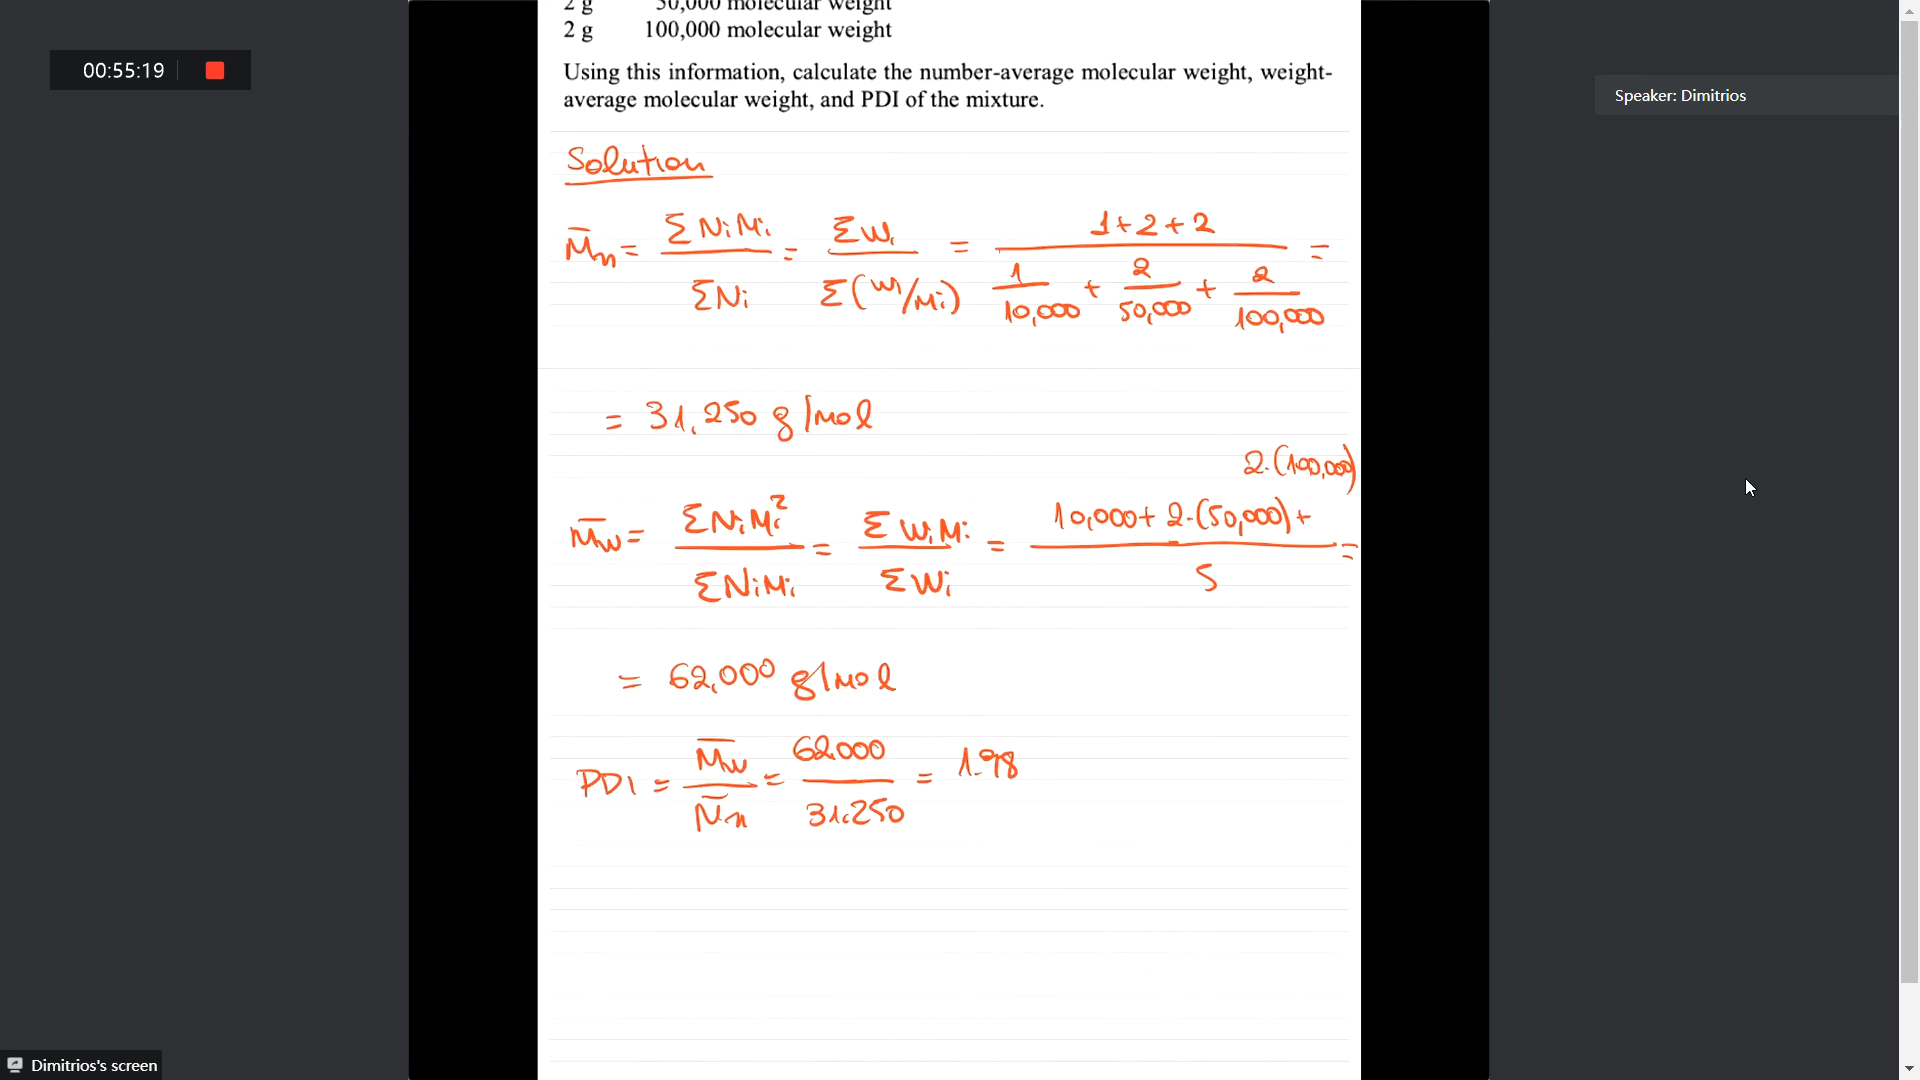 2 g 50,000 molecular weight
2 g 100,000 molecular weight
00:55:19
Using this information, calculate the number-average molecular weight, weight-
average molecular weight, and PDI of the mixture.
Speaker: Dimitrios
Solution
M̅n = ΣNiMi / ΣNi = ΣWi / Σ(Wi/Mi) = 1+2+2 / (1/10,000 + 2/50,000 + 2/100,000) =
= 31,250 g/mol
M̅w = ΣNiMi² / ΣNiMi = ΣWiMi / ΣWi = 10,000 + 2·(50,000) + 2·(100,000) / 5 =
= 62,000 g/mol
PDI = M̅w / M̅n = 62.000 / 31.250 = 1.98
Dimitrios's screen